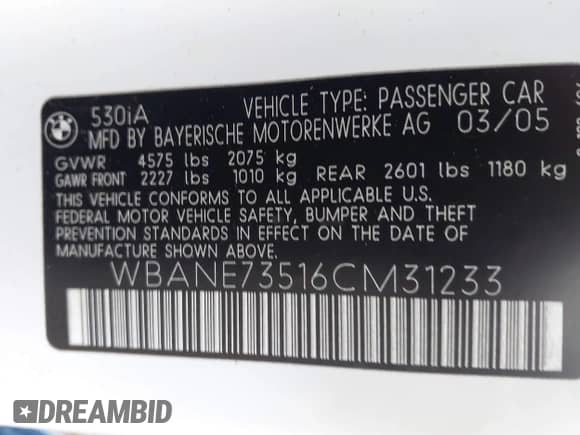 530iA VEHICLE TYPE: PASSENGER CAR
MFD BY BAYERISCHE MOTORENWERKE AG 03/05
GVWR 4575 lbs 2075 kg
GAWR FRONT 2227 lbs 1010 kg REAR 2601 lbs 1180 kg
THIS VEHICLE CONFORMS TO ALL APPLICABLE U.S.
FEDERAL MOTOR VEHICLE SAFETY, BUMPER AND THEFT
PREVENTION STANDARDS IN EFFECT ON THE DATE OF
MANUFACTURE SHOWN ABOVE.
WBANE73516CM31233
DREAMBID